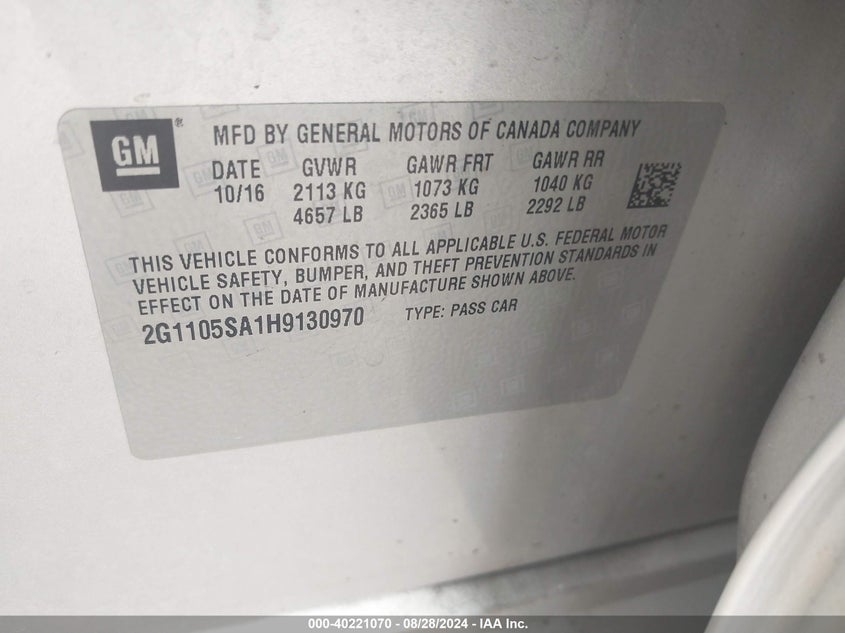 GM®
MFD BY GENERAL MOTORS OF CANADA COMPANY
DATE GVWR GAWR FRT GAWR RR
10/16 2113 KG 1073 KG 1040 KG
4657 LB 2365 LB 2292 LB
THIS VEHICLE CONFORMS TO ALL APPLICABLE U.S. FEDERAL MOTOR
VEHICLE SAFETY, BUMPER, AND THEFT PREVENTION STANDARDS IN
EFFECT ON THE DATE OF MANUFACTURE SHOWN ABOVE.
2G1105SA1H9130970 TYPE: PASS CAR
000-40221070 - 08/28/2024 - IAA Inc.